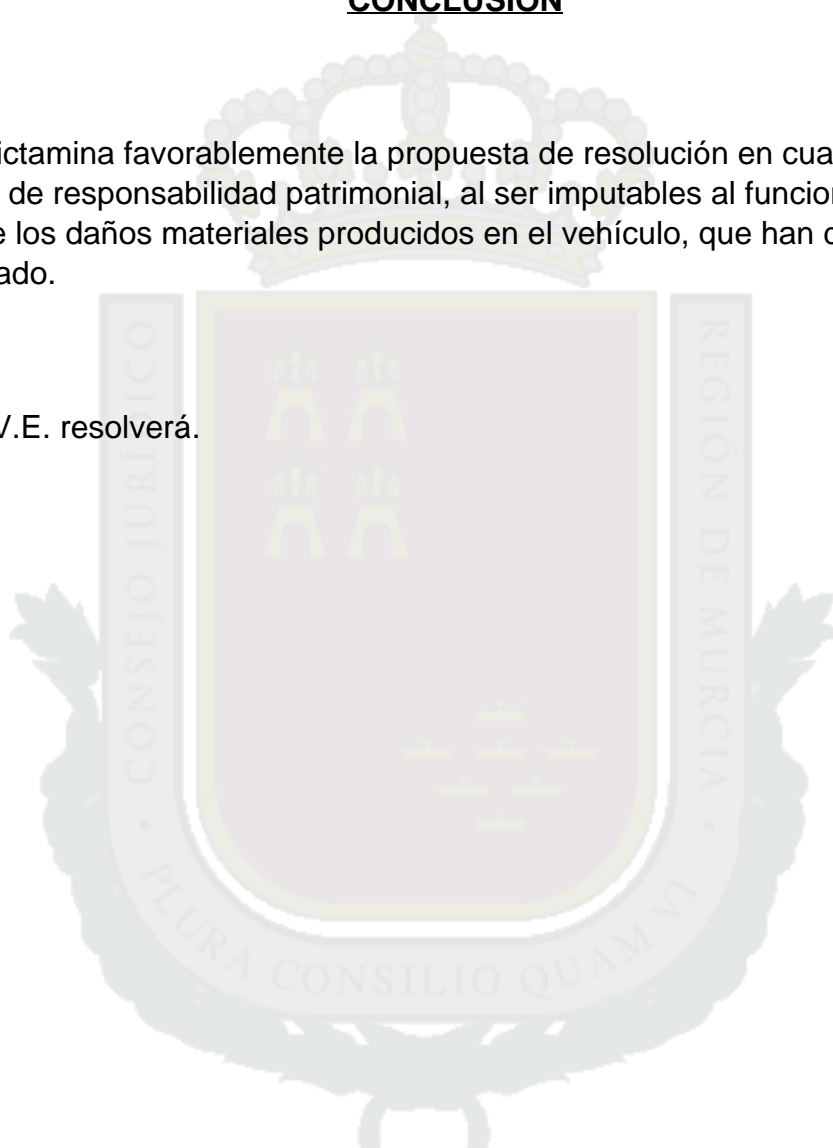 CONCLUSIÓN
ictamina favorablemente la propuesta de resolución en cua
de responsabilidad patrimonial, al ser imputables al funcio
e los daños materiales producidos en el vehículo, que han
ado.
V.E. resolverá.
CONSEJO JURÍDICO
REGIÓN DE MURCIA
PLURA CONSILIO QUAM VI